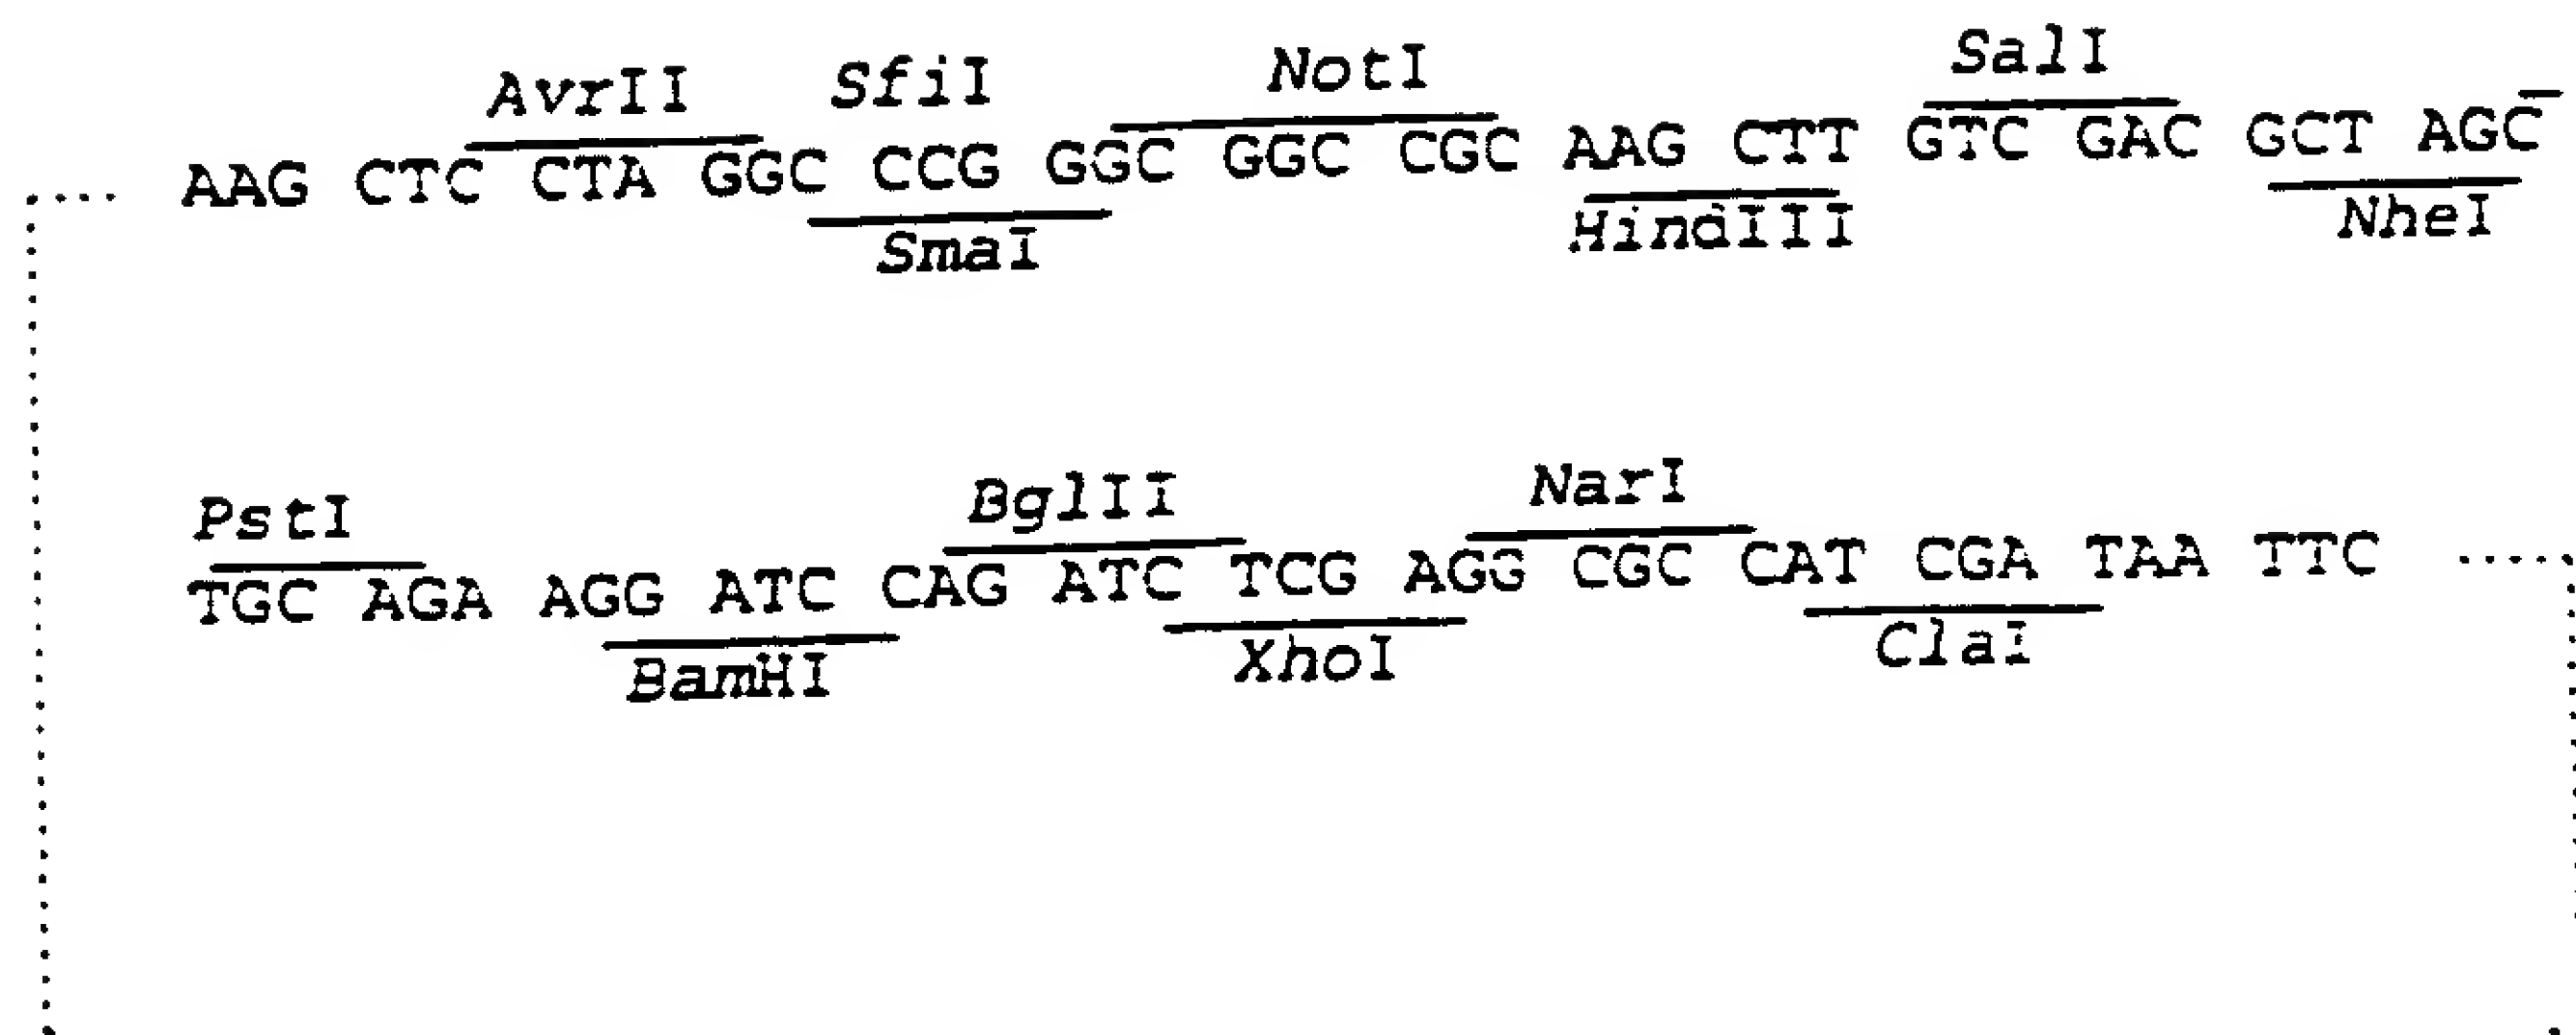 AvrII SfiI NotI SalI
.... AAG CTC CTA GGC CCG GGC GGC CGC AAG CTT GTC GAC GCT AGC
SmaI HindIII NheI
PstI BglII NarI
TGC AGA AGG ATC CAG ATC TCG AGG CGC CAT CGA TAA TTC .....
BamHI XhoI ClaI